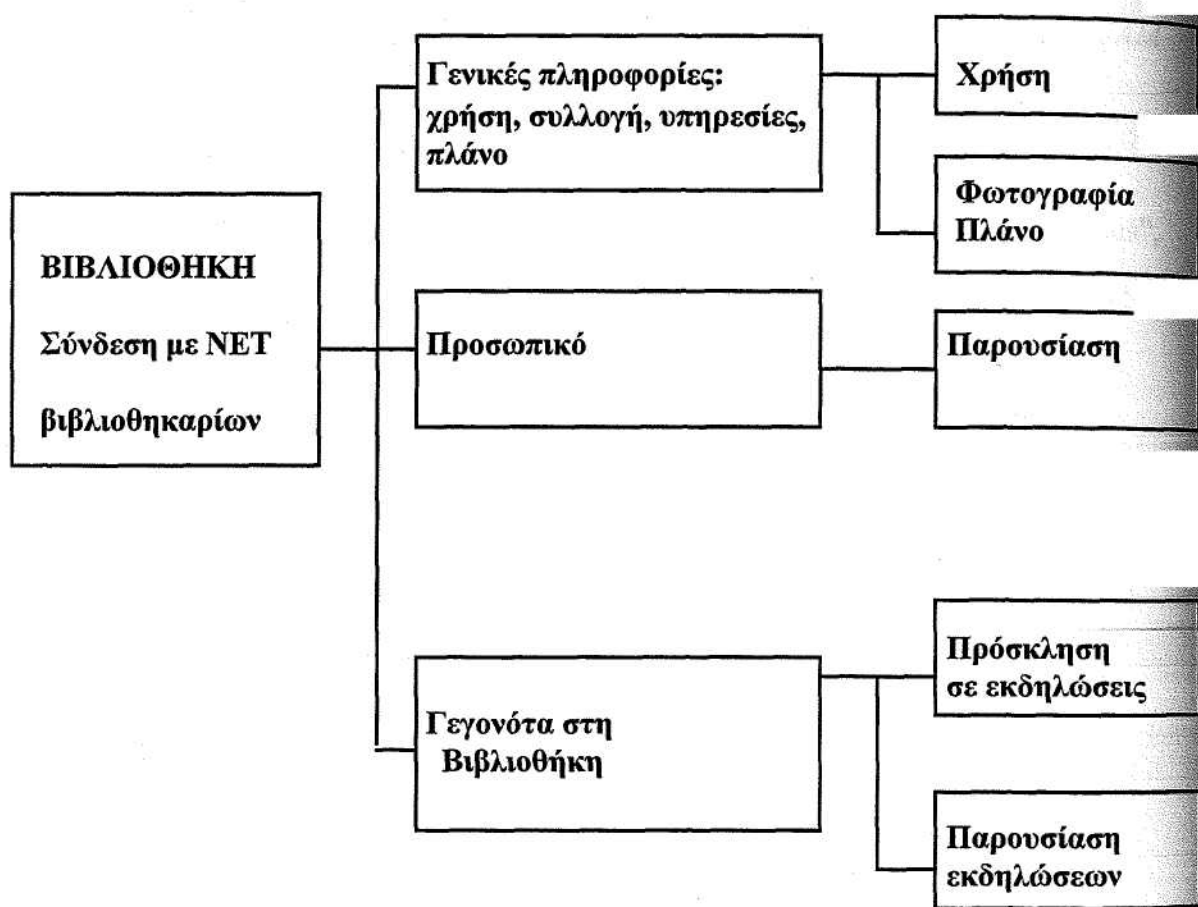 ΒΙΒΛΙΟΘΗΚΗ
Σύνδεση με ΝΕΤ
βιβλιοθηκαρίων
Γενικές πληροφορίες:
χρήση, συλλογή, υπηρεσίες,
πλάνο
Χρήση
Φωτογραφία
Πλάνο
Προσωπικό
Παρουσίαση
Γεγονότα στη
Βιβλιοθήκη
Πρόσκληση
σε εκδηλώσεις
Παρουσίαση
εκδηλώσεων